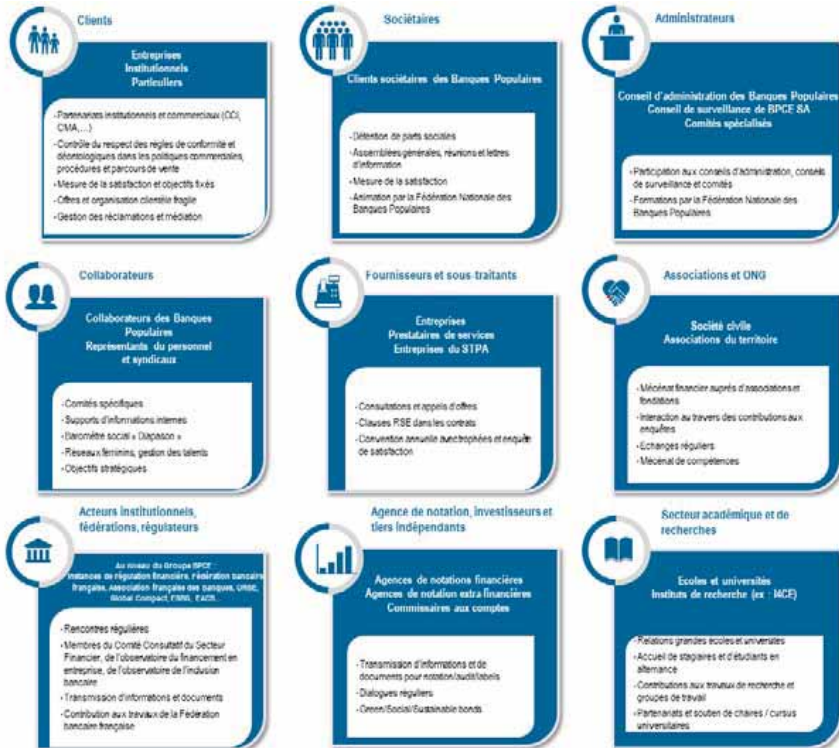 Clients
Entreprises
Institutionnels
Particuliers
-Partenariats institutionnels et commerciaux (CCI,
CMA,…)
-Contrôle du respect des règles de conformité et
déontologiques dans les politiques commerciales,
procédures et parcours de vente
-Mesure de la satisfaction et objectifs fixés
-Offres et organisation clientèle fragile
-Gestion des réclamations et médiation
Sociétaires
Clients sociétaires des Banques Populaires
-Détention de parts sociales
-Assemblées générales, réunions et lettres
d'information
-Mesure de la satisfaction
-Animation par la Fédération Nationale des
Banques Populaires
Administrateurs
Conseil d'administration des Banques Populaires
Conseil de surveillance de BPCE SA
Comités spécialisés
-Participation aux conseils d'administration, conseils
de surveillance et comités
-Formations par la Fédération Nationale des
Banques Populaires
Collaborateurs
Collaborateurs des Banques
Populaires
Représentants du personnel
et syndicaux
-Comités spécifiques
-Supports d'informations internes
-Baromètre social « Diapason »
-Réseaux féminins, gestion des talents
-Objectifs stratégiques
Fournisseurs et sous-traitants
Entreprises
Prestataires de services
Entreprises du STPA
-Consultations et appels d'offres
-Clauses RSE dans les contrats
-Convention annuelle avec trophées et enquête
de satisfaction
Associations et ONG
Société civile
Associations du territoire
-Mécénat financier auprès d'associations et
fondations
-Interaction au travers des contributions aux
enquêtes
-Echanges réguliers
-Mécénat de compétences
Acteurs institutionnels,
fédérations, régulateurs
Au niveau du Groupe BPCE :
Instances de régulation financière, Fédération bancaire
française, Association française des banques, ORSE,
Global Compact, EACB…
-Rencontres régulières
-Membres du Comité Consultatif du Secteur
Financier, de l'observatoire du financement en
entreprise, de l'observatoire de l'inclusion
bancaire
-Transmission d'informations et documents
-Contribution aux travaux de la Fédération
bancaire française
Agence de notation, investisseurs et
tiers indépendants
Agences de notations financières
Agences de notation extra financières
Commissaires aux comptes
-Transmission d'informations et de
documents pour notation/audit/labels
-Dialogues réguliers
-Green/Social/Sustainable bonds
Secteur académique et de
recherches
Ecoles et universités
Instituts de recherche (ex : I4CE)
-Relations grandes écoles et universités
-Accueil de stagiaires et d'étudiants en
alternance
-Contributions aux travaux de recherche et
groupes de travail
-Partenariats et soutien de chaires / cursus
universitaires